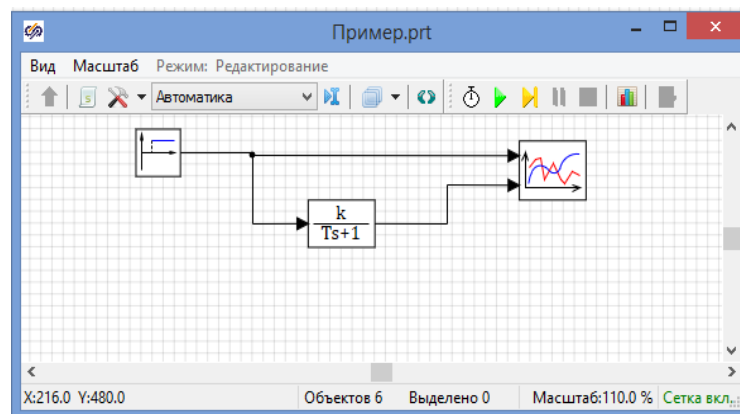 Пример.prt
Вид Масштаб Режим: Редактирование
Автоматика
k
Ts+1
X:216.0 Y:480.0 Объектов 6 Выделено 0 Масштаб:110.0 % Сетка вкл..